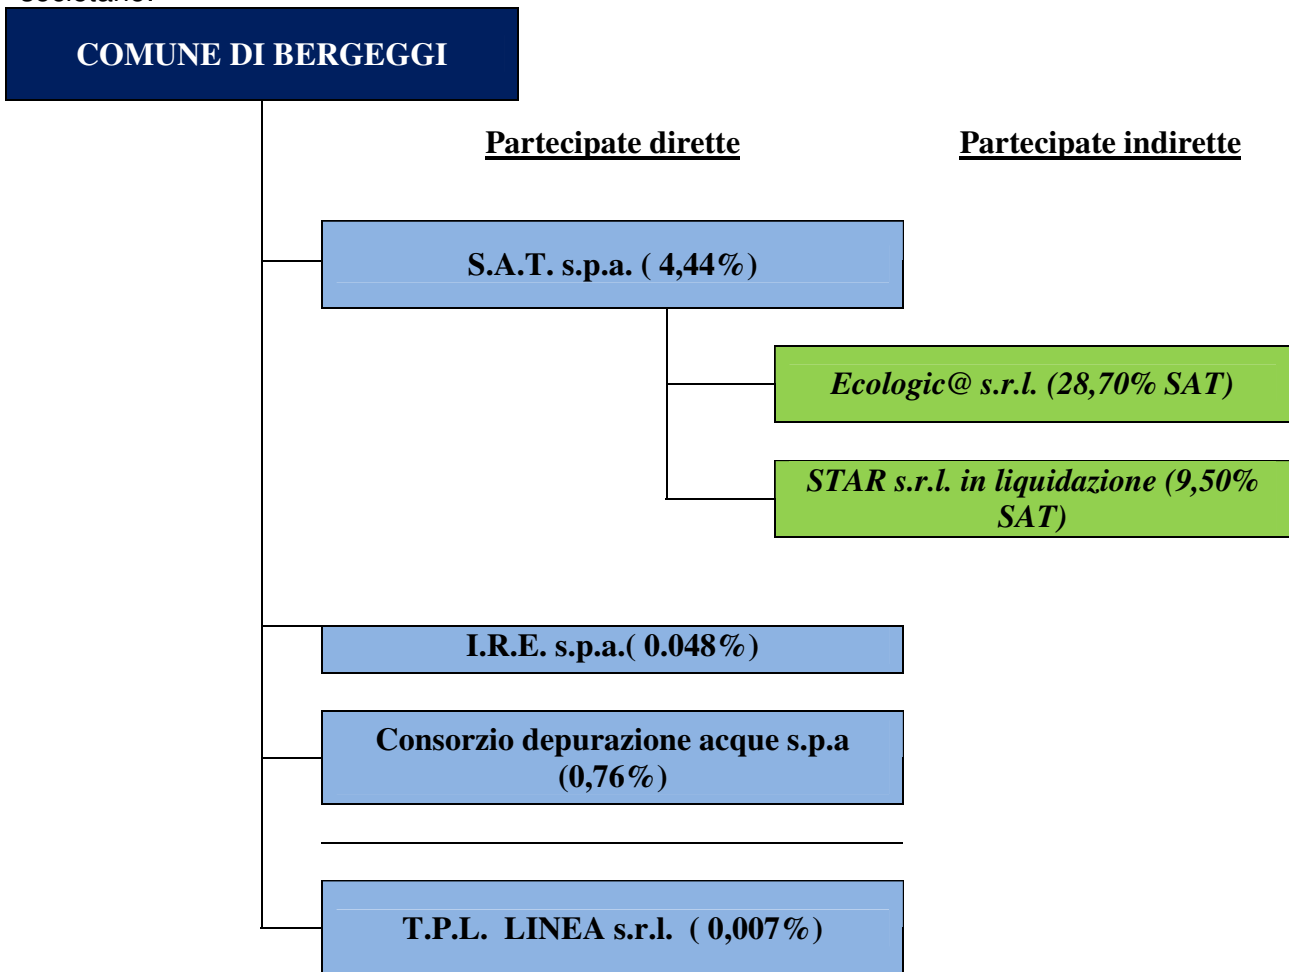 societario.
COMUNE DI BERGEGGI
Partecipate dirette
Partecipate indirette
S.A.T. s.p.a. ( 4,44%)
Ecologic@ s.r.l. (28,70% SAT)
STAR s.r.l. in liquidazione (9,50%
SAT)
I.R.E. s.p.a.( 0.048%)
Consorzio depurazione acque s.p.a
(0,76%)
T.P.L. LINEA s.r.l. ( 0,007%)